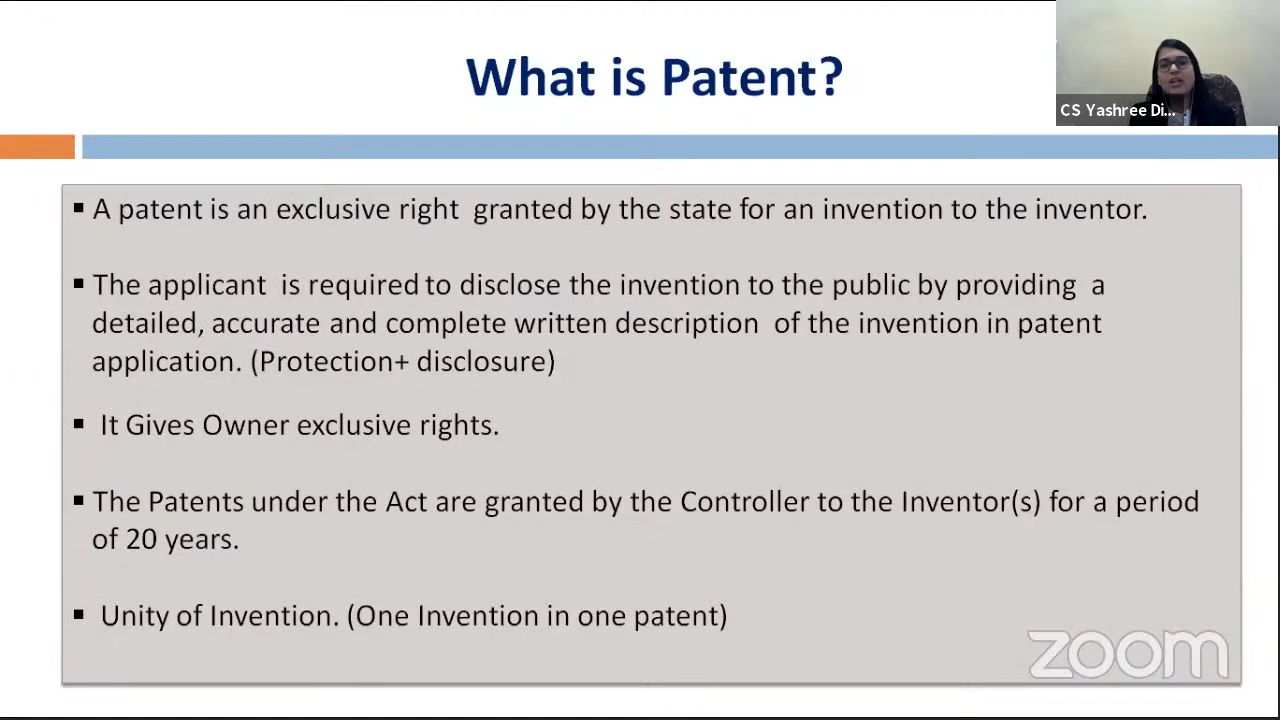 What is Patent?
CS Yashree Di...
▪ A patent is an exclusive right granted by the state for an invention to the inventor.
▪ The applicant is required to disclose the invention to the public by providing a
detailed, accurate and complete written description of the invention in patent
application. (Protection+ disclosure)
▪ It Gives Owner exclusive rights.
▪ The Patents under the Act are granted by the Controller to the Inventor(s) for a period
of 20 years.
▪ Unity of Invention. (One Invention in one patent)
zoom